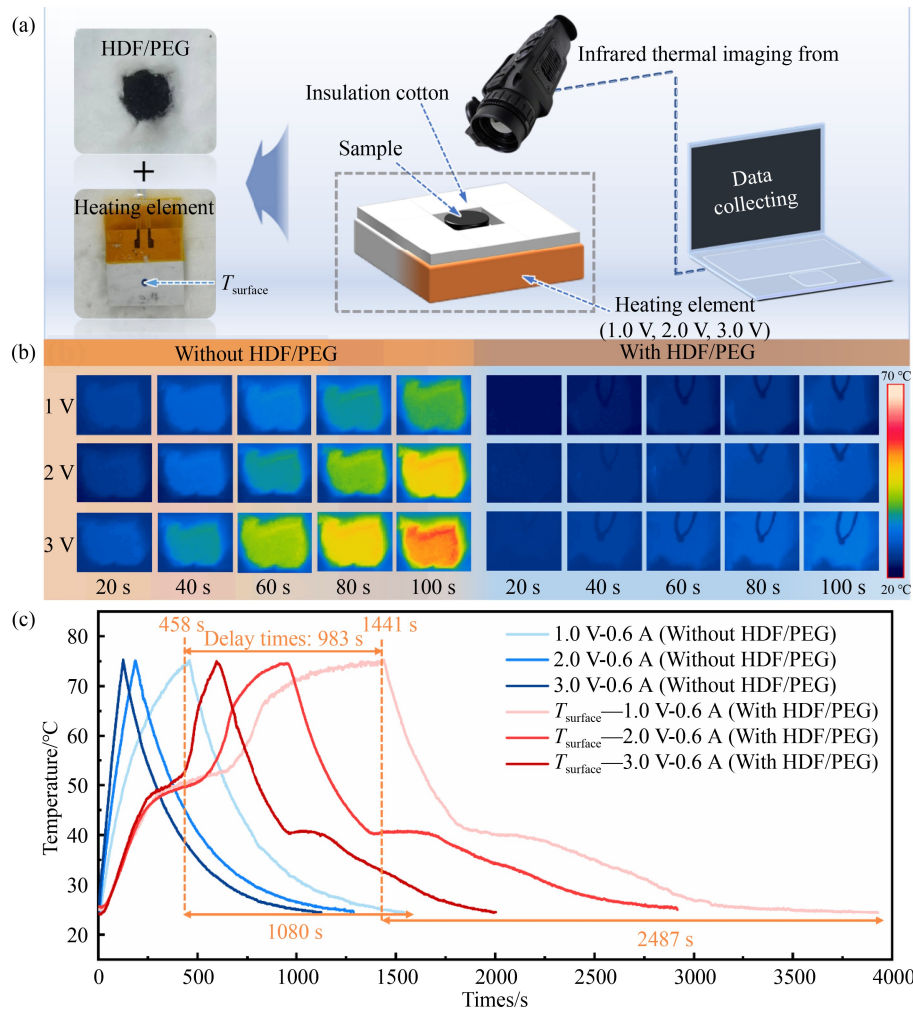 (a)
HDF/PEG
+
Heating element
T surface
Infrared thermal imaging from
Insulation cotton
Sample
Data
collecting
Heating element
(1.0 V, 2.0 V, 3.0 V)
(b)
Without HDF/PEG
With HDF/PEG
1 V
2 V
3 V
20 s 40 s 60 s 80 s 100 s
20 s 40 s 60 s 80 s 100 s
70 °C
20 °C
(c)
458 s
Delay times: 983 s
1441 s
1.0 V-0.6 A (Without HDF/PEG)
2.0 V-0.6 A (Without HDF/PEG)
3.0 V-0.6 A (Without HDF/PEG)
T surface—1.0 V-0.6 A (With HDF/PEG)
T surface—2.0 V-0.6 A (With HDF/PEG)
T surface—3.0 V-0.6 A (With HDF/PEG)
Temperature/°C
80
70
60
50
40
30
20
1080 s
2487 s
0 500 1000 1500 2000 2500 3000 3500 4000
Times/s